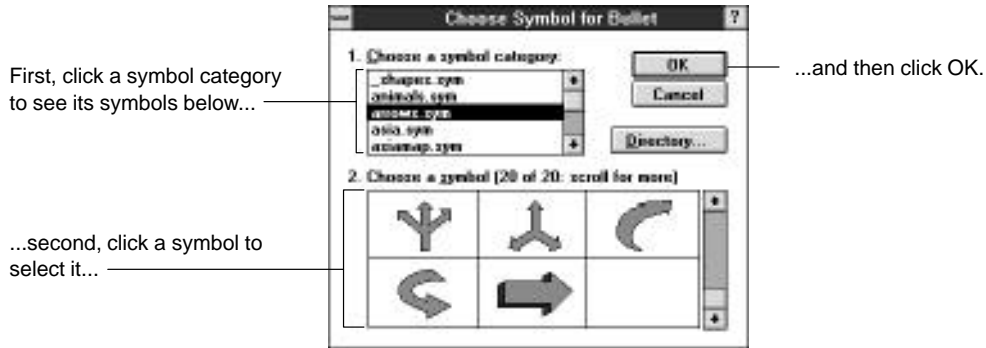 Choose Symbol for Bullet ?
1. Choose a symbol category:
_shapes.sym
animals.sym
arrows.sym
asia.sym
asiamap.sym
OK
Cancel
Directory...
First, click a symbol category
to see its symbols below...
...and then click OK.
2. Choose a symbol (20 of 20: scroll for more)
...second, click a symbol to
select it...